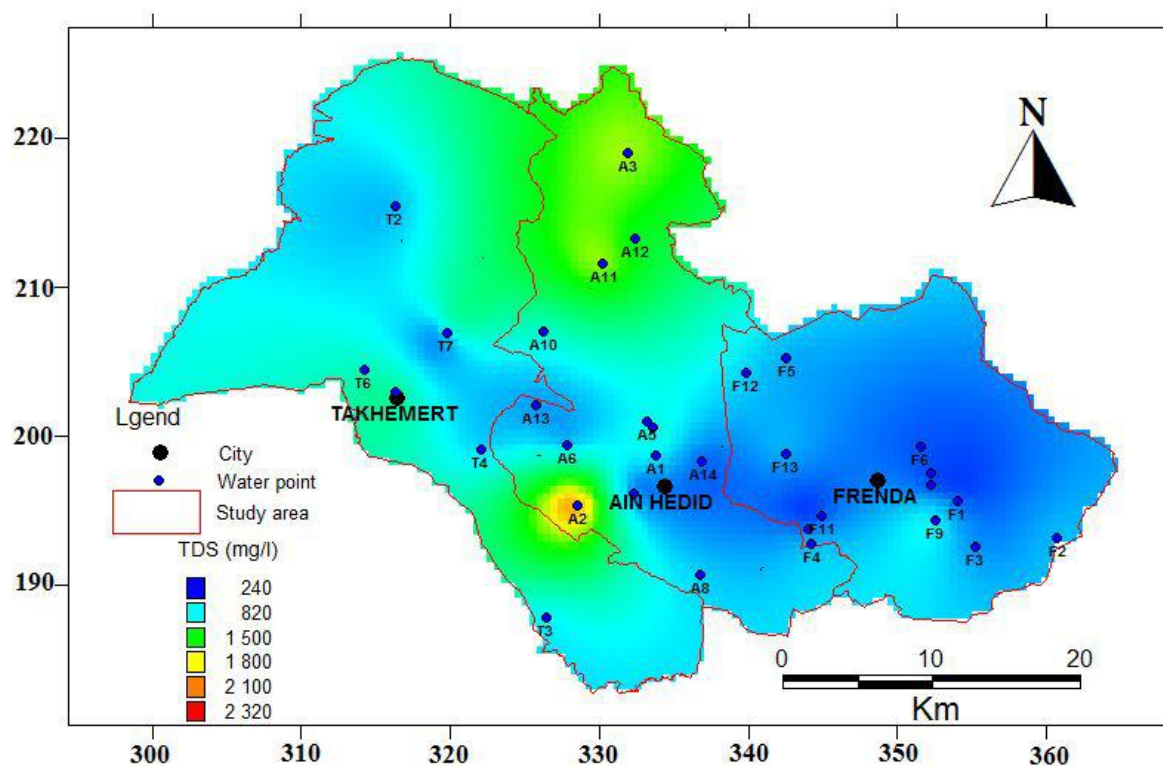 N
220
210
200
190
A3
T2
A12
A11
A10
T7
F5
F12
T6
TAKHEMERT
A13
A5
A6
T4
A1
A14
F13
F6
AIN HEDID
FRENDA
A2
F1
F11
F9
F4
F3
F2
A8
T3
Lgend
City
Water point
Study area
TDS (mg/l)
240
820
1 500
1 800
2 100
2 320
0 10 20
Km
300 310 320 330 340 350 360